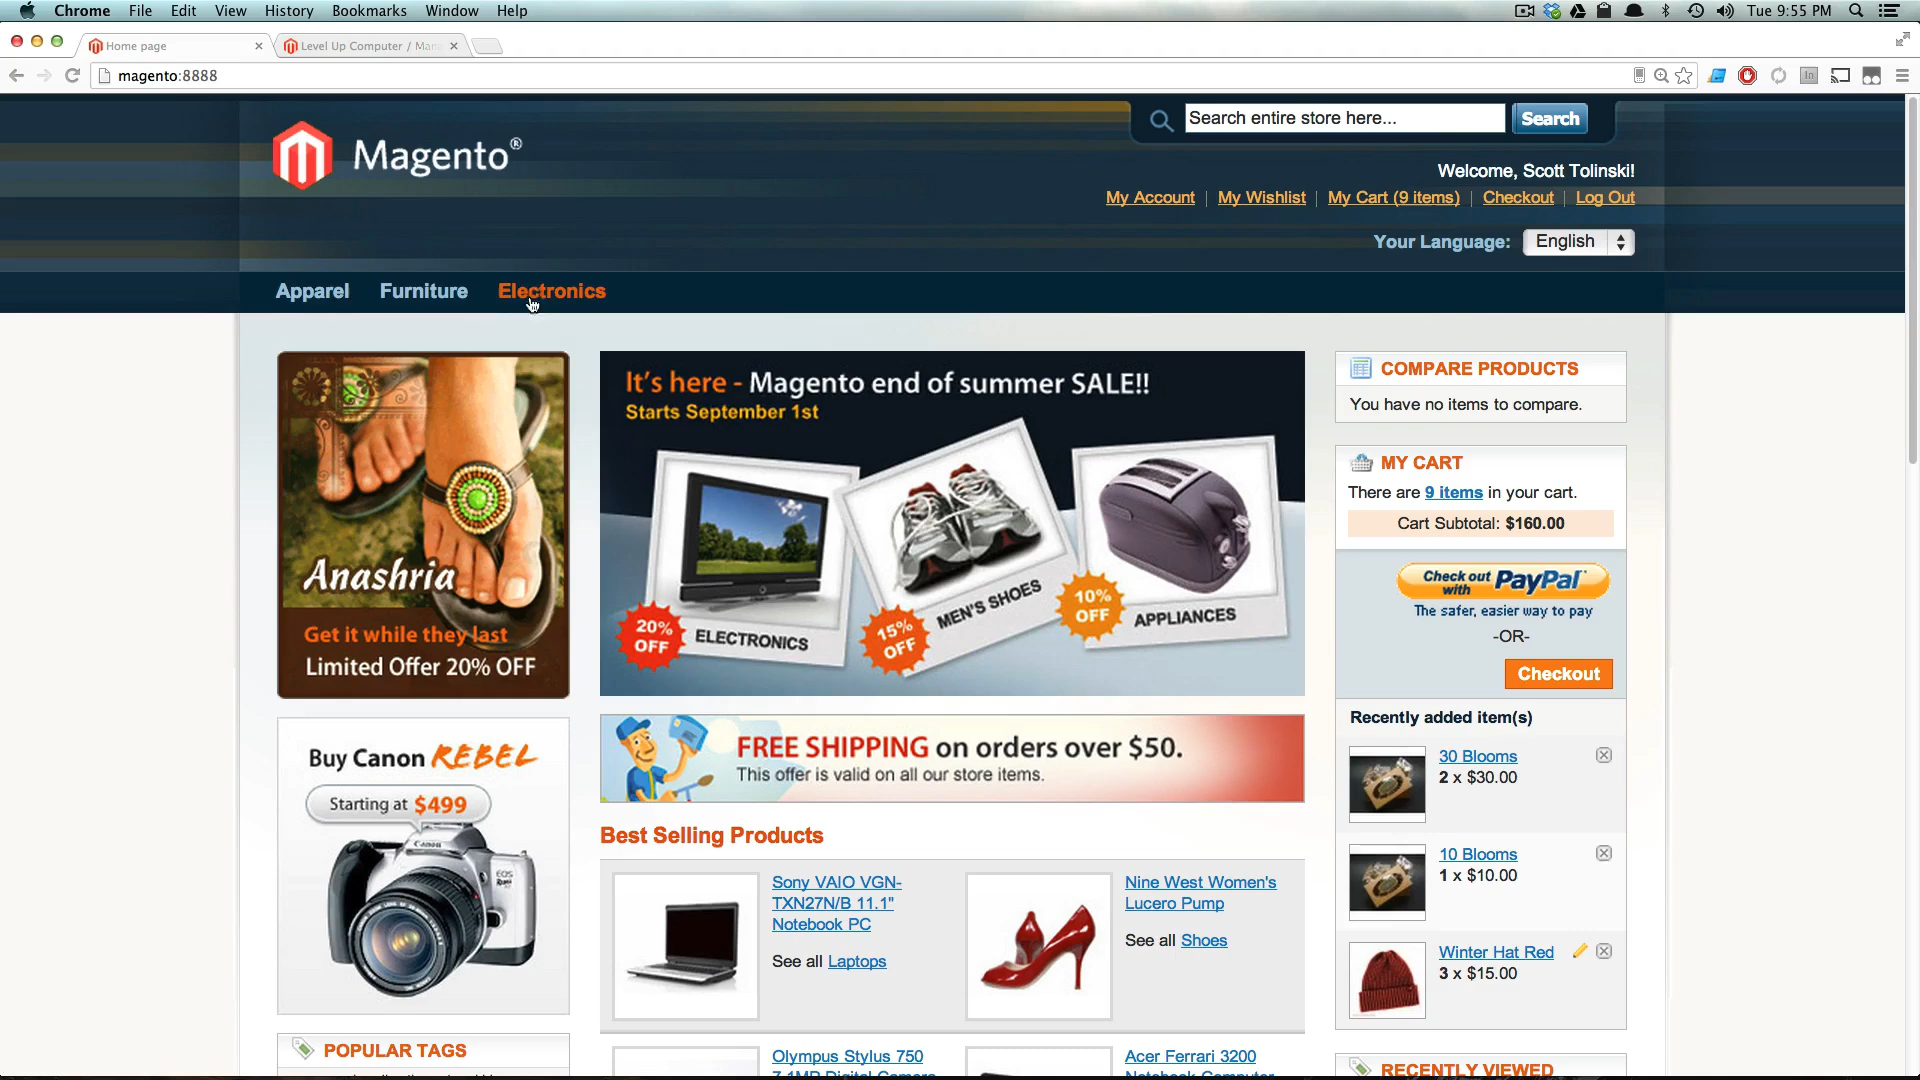 Chrome File Edit View History Bookmarks Window Help
Tue 9:55 PM
Home page
Level Up Computer / Man
magento:8888
Magento®
Search entire store here...
Search
Welcome, Scott Tolinski!
My Account
My Wishlist
My Cart (9 items)
Checkout
Log Out
Your Language:
English
Apparel
Furniture
Electronics
Anashria
Get it while they last
Limited Offer 20% OFF
It's here - Magento end of summer SALE!!
Starts September 1st
20%
OFF
ELECTRONICS
15%
OFF
MEN'S SHOES
10%
OFF
APPLIANCES
COMPARE PRODUCTS
You have no items to compare.
MY CART
There are 9 items in your cart.
Cart Subtotal: $160.00
Check out
with PayPal
The safer, easier way to pay
-OR-
Checkout
Recently added item(s)
30 Blooms
2 x $30.00
10 Blooms
1 x $10.00
Winter Hat Red
3 x $15.00
RECENTLY VIEWED
Buy Canon REBEL
Starting at $499
Canon
EOS
FREE SHIPPING on orders over $50.
This offer is valid on all our store items.
Best Selling Products
Sony VAIO VGN-
TXN27N/B 11.1"
Notebook PC
See all Laptops
Nine West Women's
Lucero Pump
See all Shoes
Olympus Stylus 750
7.1MP Digital Camera
Acer Ferrari 3200
Notebook Computer
POPULAR TAGS